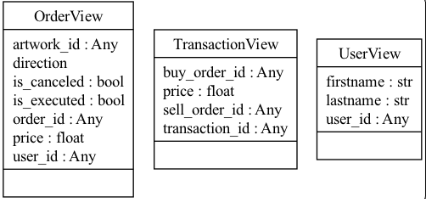 OrderView
artwork_id : Any
direction
is_canceled : bool
is_executed : bool
order_id : Any
price : float
user_id : Any
TransactionView
buy_order_id : Any
price : float
sell_order_id : Any
transaction_id : Any
UserView
firstname : str
lastname : str
user_id : Any